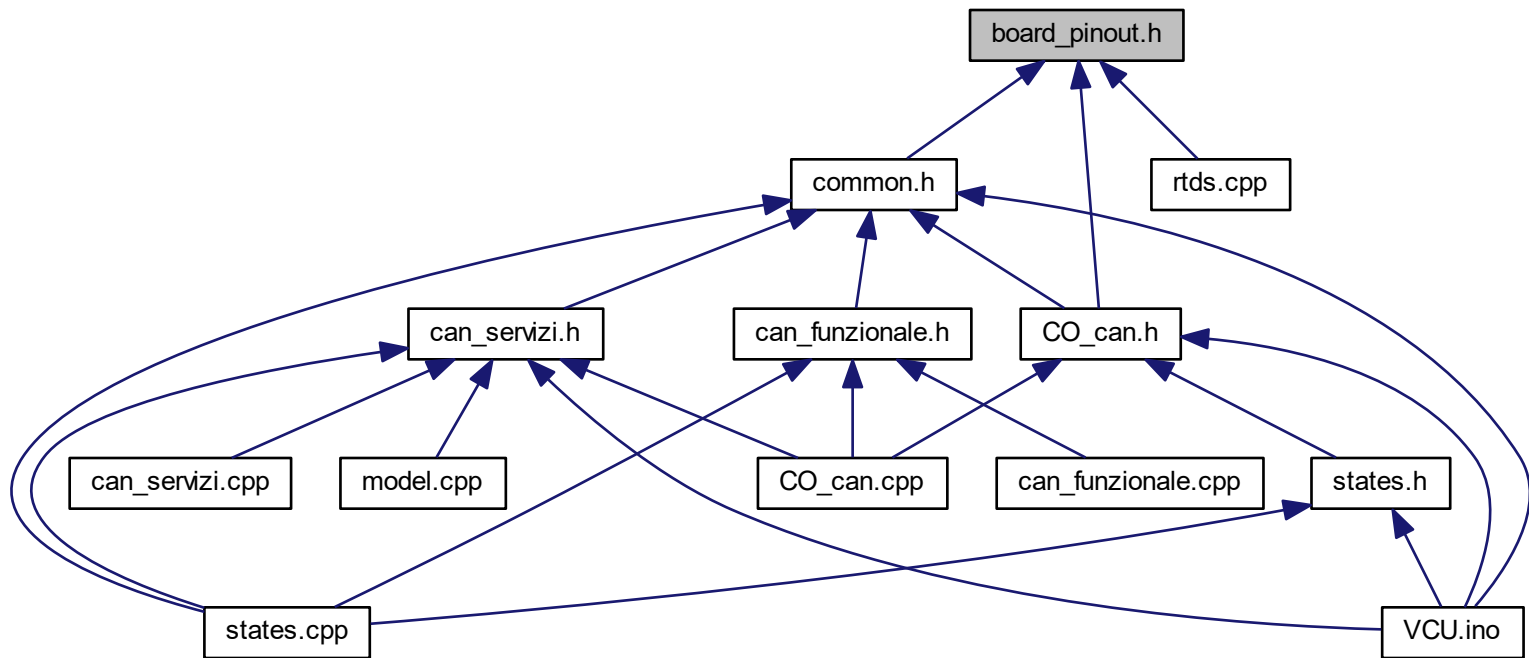 board_pinout.h
common.h
rtds.cpp
can_servizi.h
can_funzionale.h
CO_can.h
can_servizi.cpp
model.cpp
CO_can.cpp
can_funzionale.cpp
states.h
states.cpp
VCU.ino